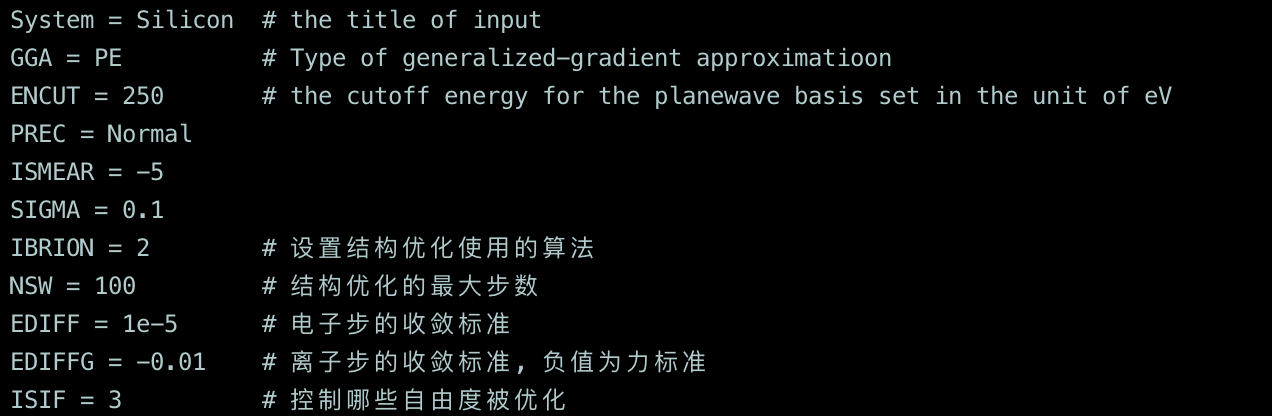 System = Silicon  # the title of input
GGA = PE          # Type of generalized-gradient approximatioon
ENCUT = 250       # the cutoff energy for the planewave basis set in the unit of eV
PREC = Normal
ISMEAR = -5
SIGMA = 0.1
IBRION = 2        # 设置结构优化使用的算法
NSW = 100         # 结构优化的最大步数
EDIFF = 1e-5      # 电子步的收敛标准
EDIFFG = -0.01    # 离子步的收敛标准, 负值为力标准
ISIF = 3          # 控制哪些自由度被优化